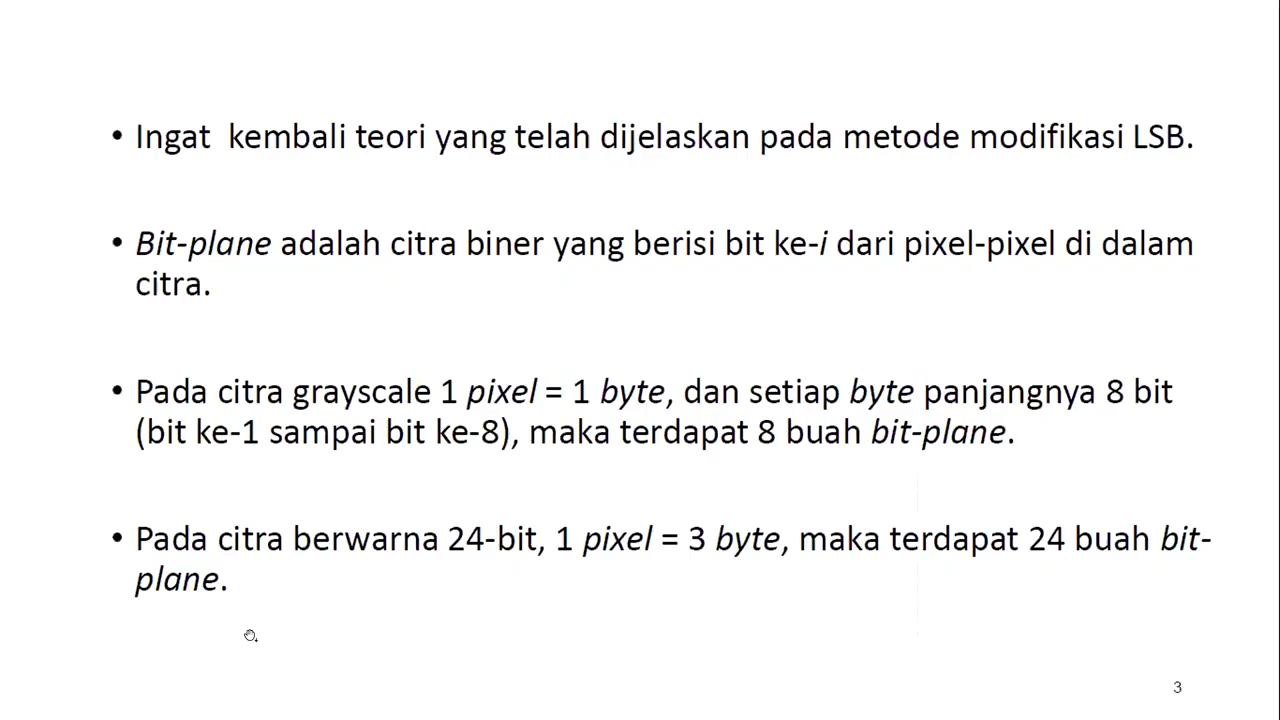 • Ingat  kembali teori yang telah dijelaskan pada metode modifikasi LSB.
• Bit-plane adalah citra biner yang berisi bit ke-i dari pixel-pixel di dalam
citra.
• Pada citra grayscale 1 pixel = 1 byte, dan setiap byte panjangnya 8 bit
(bit ke-1 sampai bit ke-8), maka terdapat 8 buah bit-plane.
• Pada citra berwarna 24-bit, 1 pixel = 3 byte, maka terdapat 24 buah bit-
plane.
3